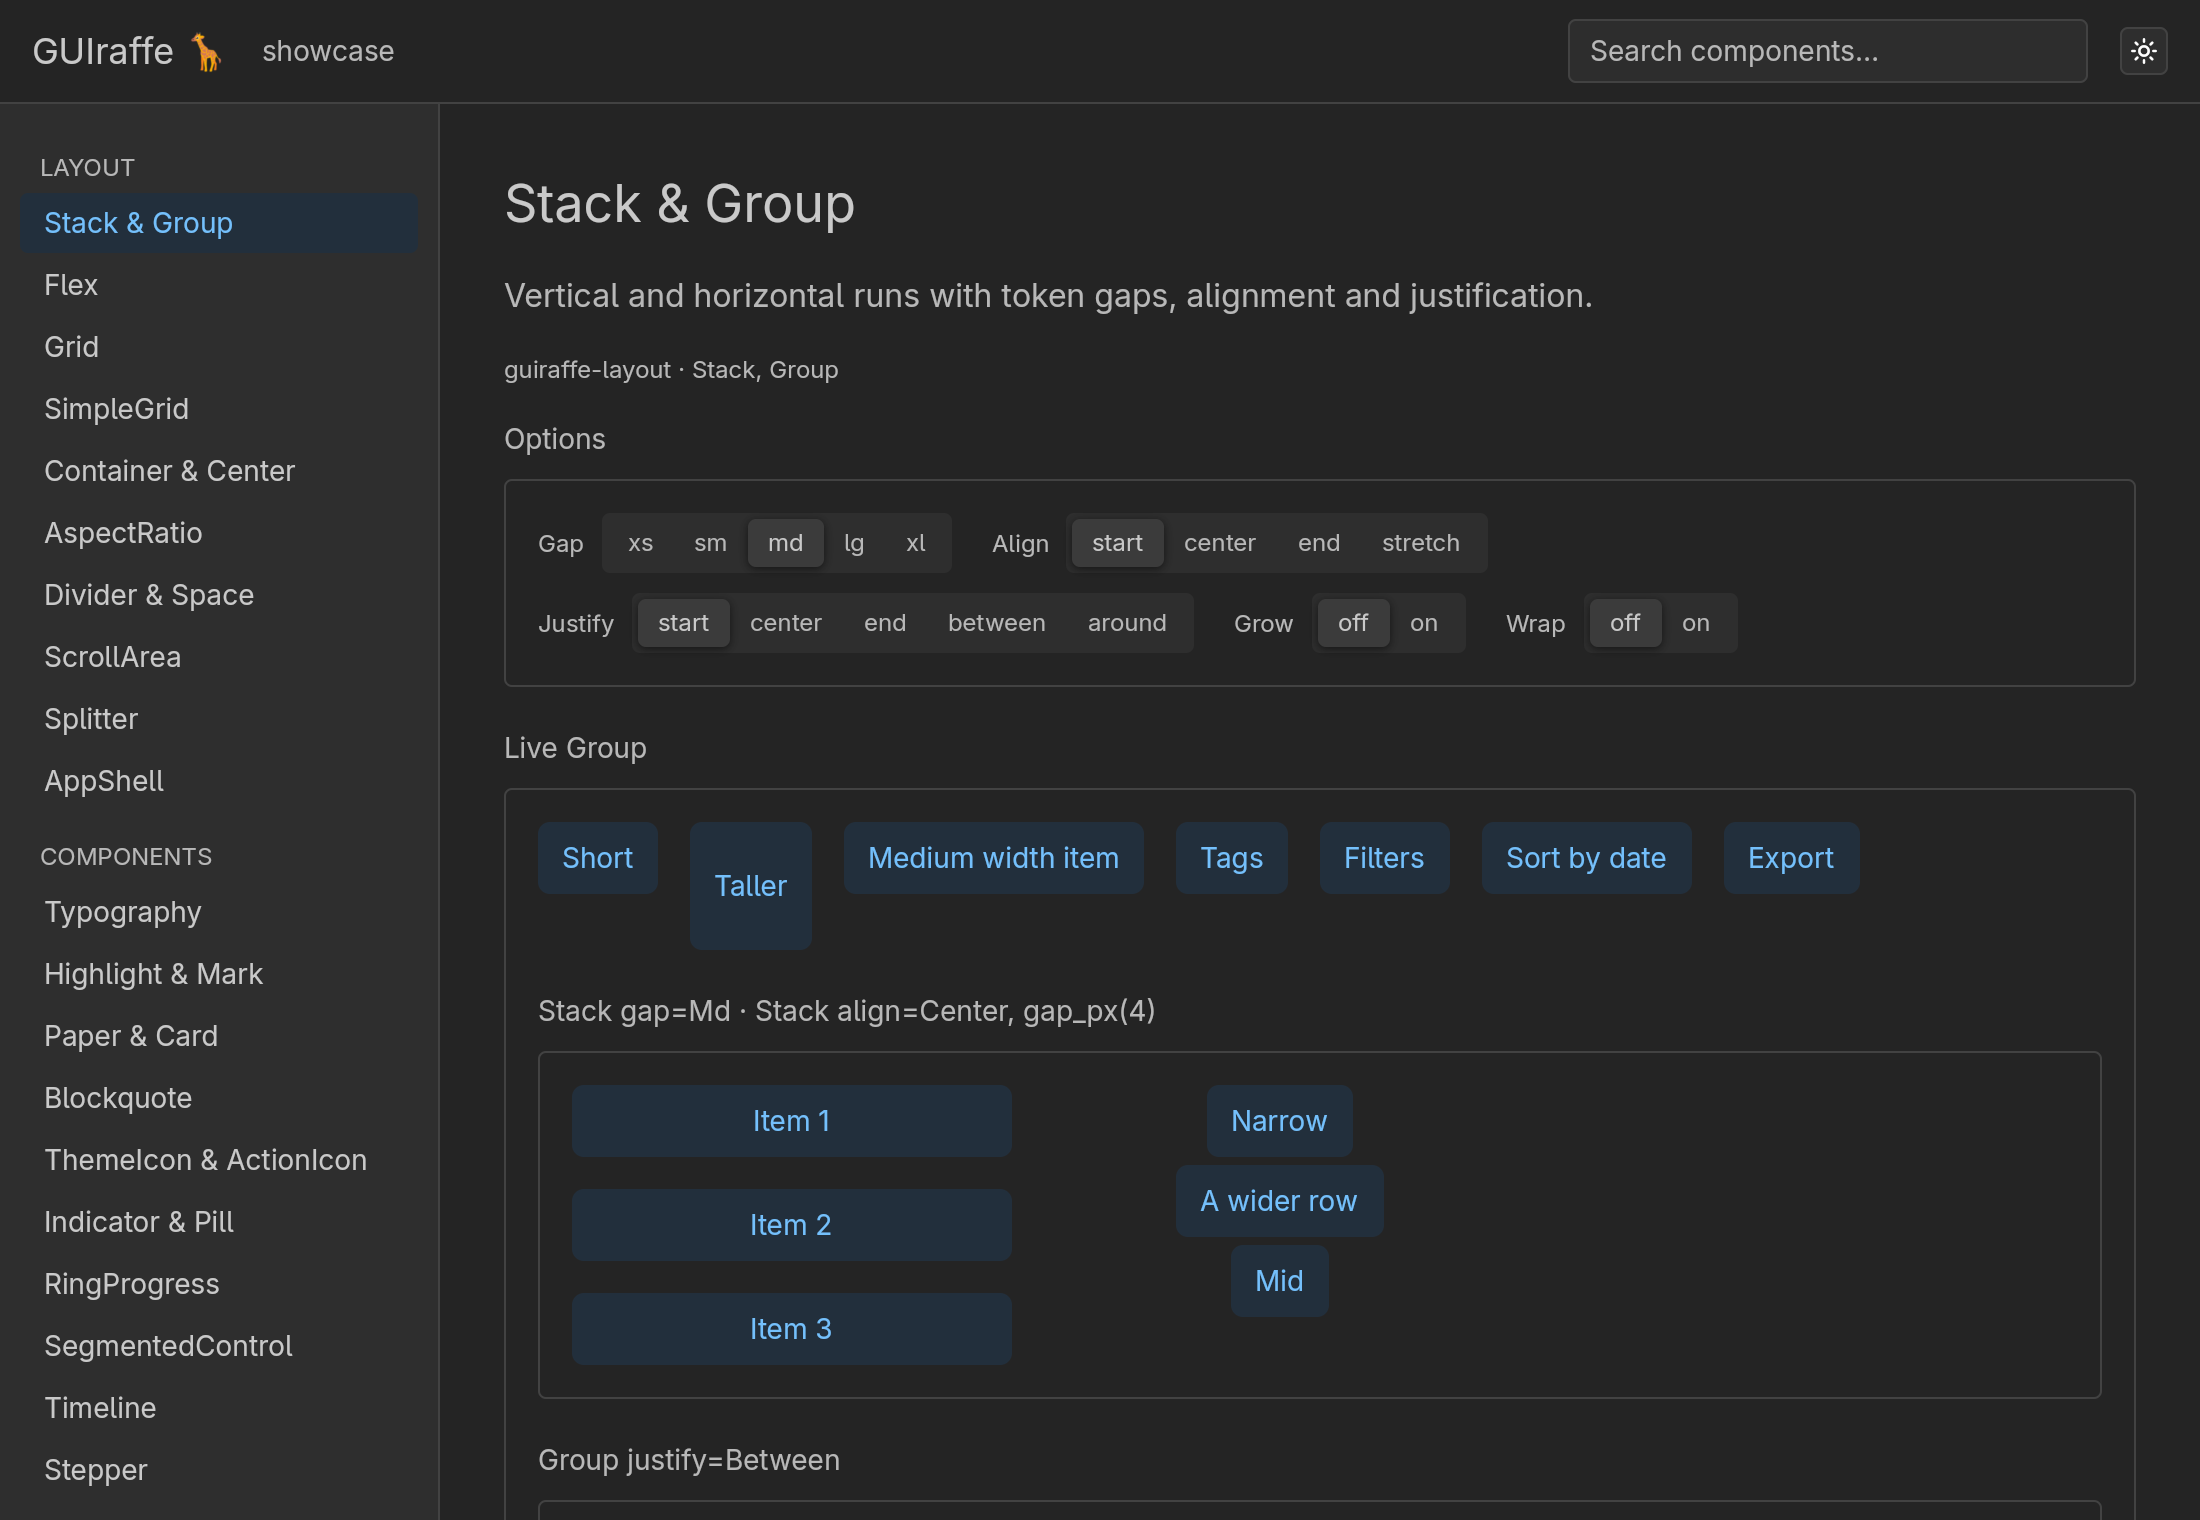 GUIraffe 🦒 showcase
Search components...
LAYOUT
Stack & Group
Flex
Grid
SimpleGrid
Container & Center
AspectRatio
Divider & Space
ScrollArea
Splitter
AppShell
COMPONENTS
Typography
Highlight & Mark
Paper & Card
Blockquote
ThemeIcon & ActionIcon
Indicator & Pill
RingProgress
SegmentedControl
Timeline
Stepper
Stack & Group
Vertical and horizontal runs with token gaps, alignment and justification.
guiraffe-layout · Stack, Group
Options
Gap xs sm md lg xl Align start center end stretch
Justify start center end between around Grow off on Wrap off on
Live Group
Short Taller Medium width item Tags Filters Sort by date Export
Stack gap=Md · Stack align=Center, gap_px(4)
Item 1
Item 2
Item 3
Narrow
A wider row
Mid
Group justify=Between